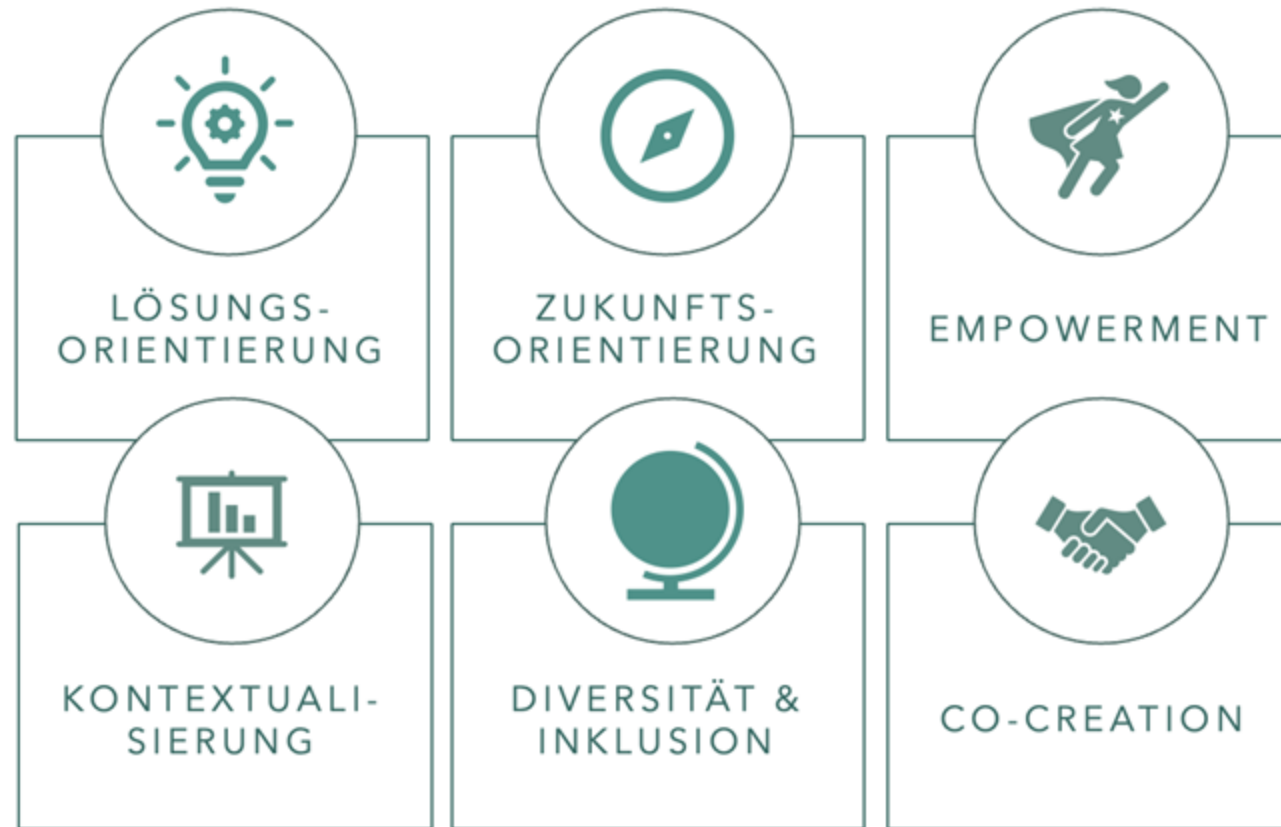 LÖSUNGS-
ORIENTIERUNG
ZUKUNFTS-
ORIENTIERUNG
EMPOWERMENT
KONTEXTUALI-
SIERUNG
DIVERSITÄT &
INKLUSION
CO-CREATION